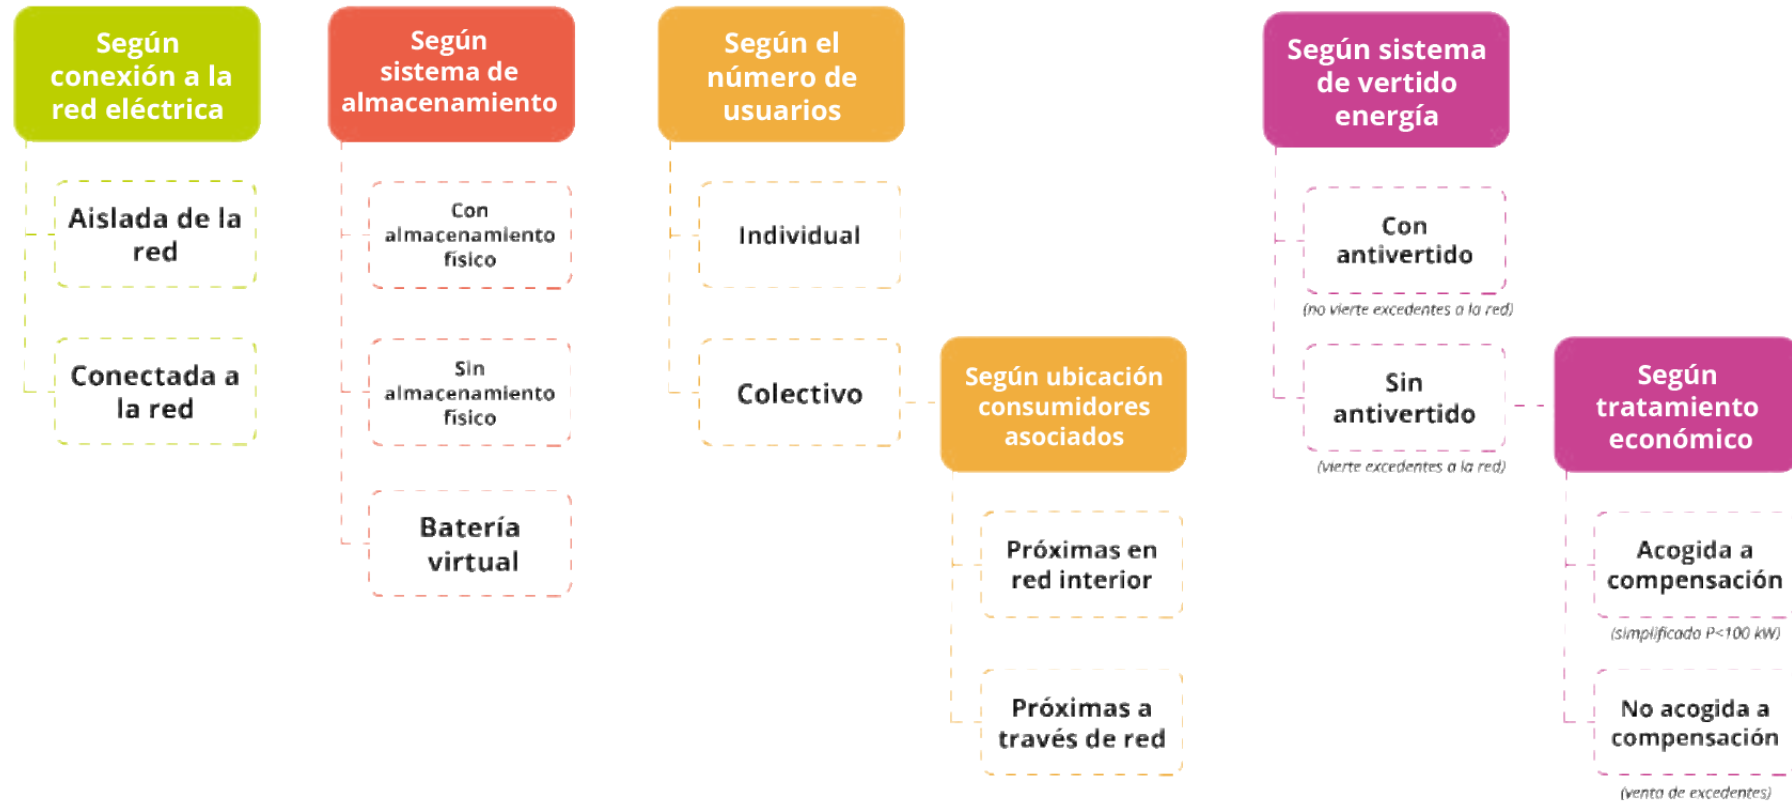 Según
conexión a la
red eléctrica
Aislada de la
red
Conectada a
la red
Según
sistema de
almacenamiento
Con
almacenamiento
físico
Sin
almacenamiento
físico
Batería
virtual
Según el
número de
usuarios
Individual
Colectivo
Según ubicación
consumidores
asociados
Próximas en
red interior
Próximas a
través de red
Según sistema
de vertido
energía
Con
antivertido
(no vierte excedentes a la red)
Sin
antivertido
(vierte excedentes a la red)
Según
tratamiento
económico
Acogida a
compensación
(simplificada P<100 kW)
No acogida a
compensación
(venta de excedentes)